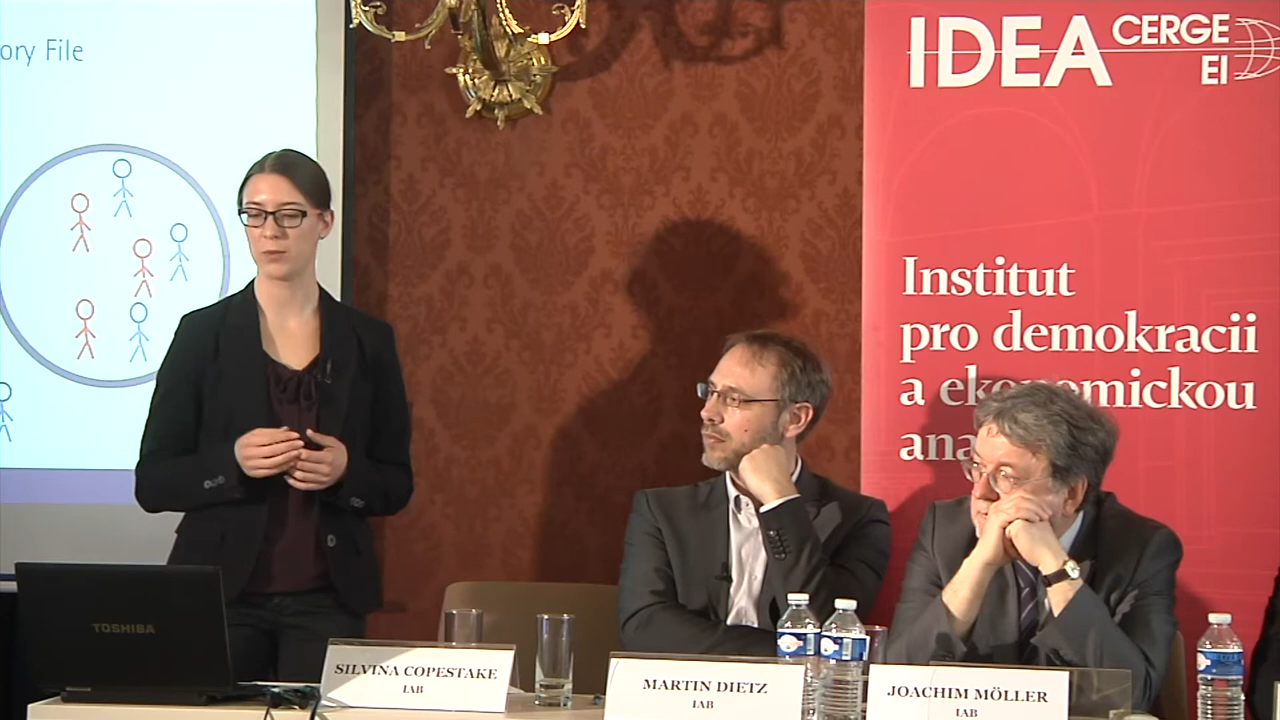 ory File
IDEA CERGE
EI
Institut
pro demokracii
a ekonomickou
ana
TOSHIBA
SILVINA COPESTAKE
IAB
MARTIN DIETZ
IAB
JOACHIM MÖLLER
IAB